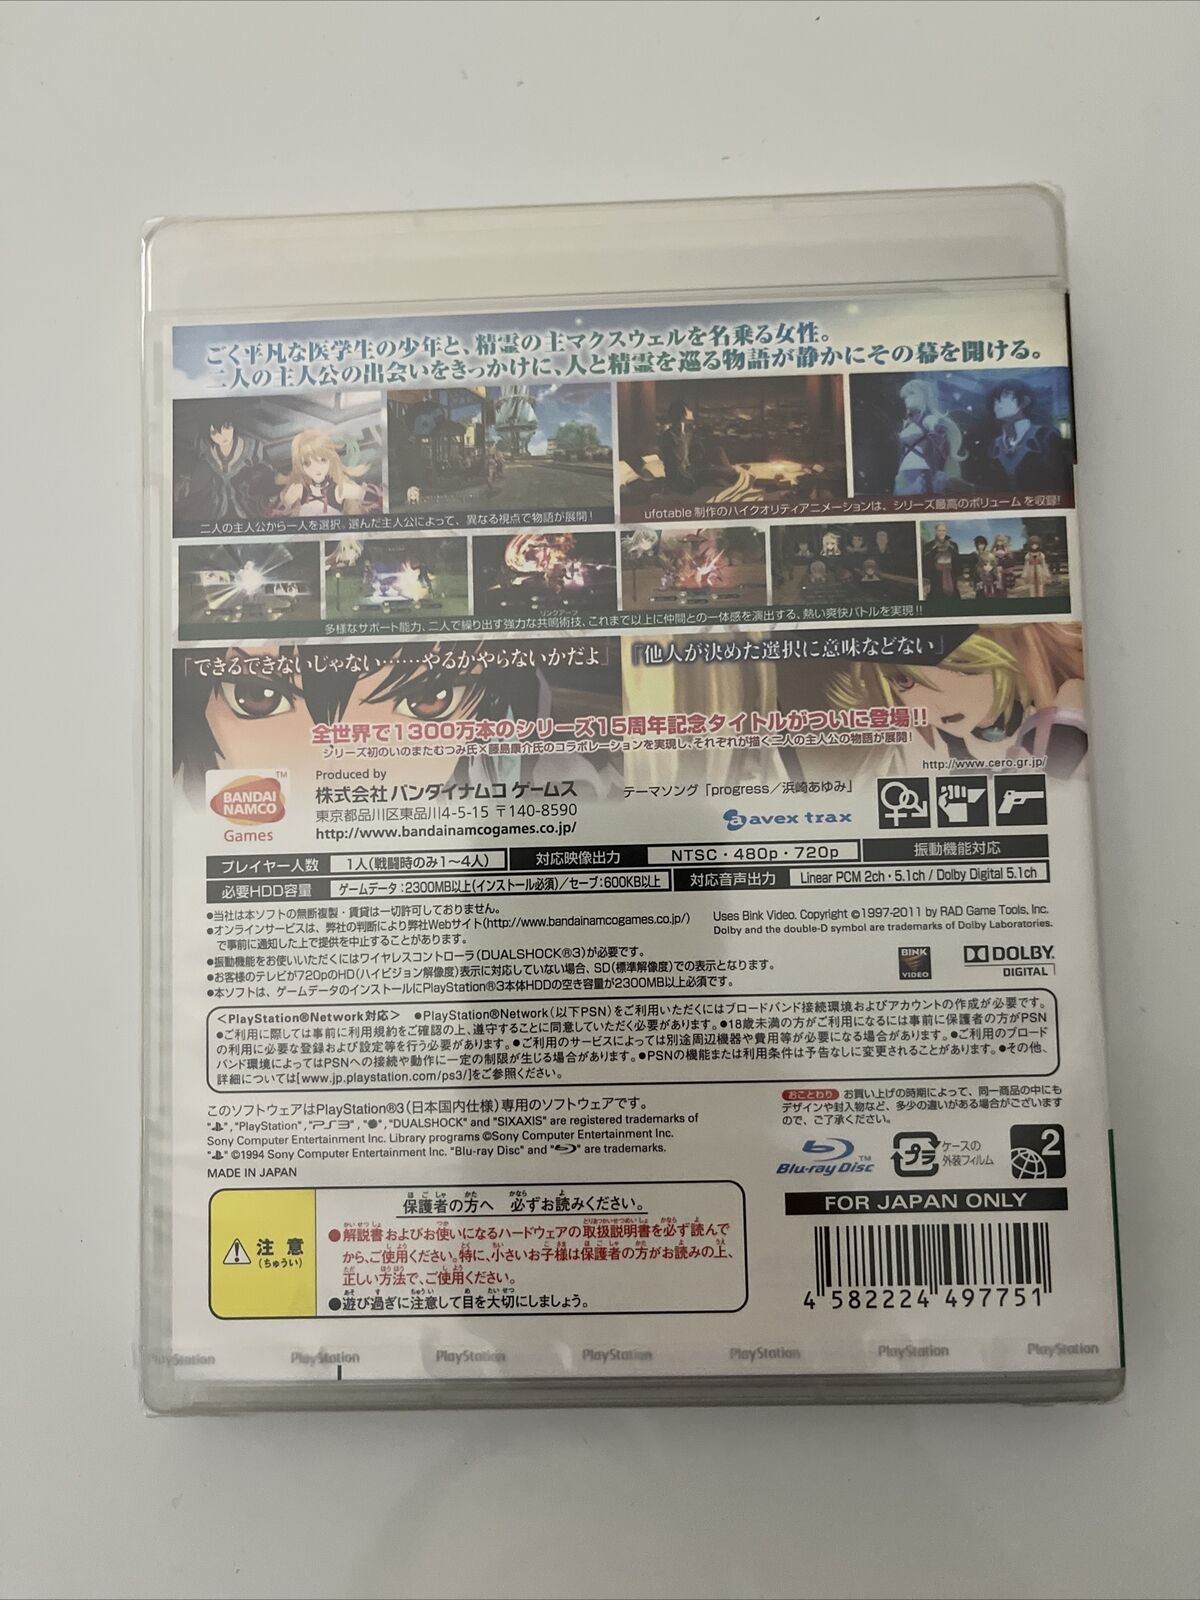 ごく平凡な医学生の少年と、精霊の主マクスウェルを名乗る女性。
二人の主人公の出会いをきっかけに、人と精霊を巡る物語が静かにその幕を開ける。
二人の主人公から一人を選択。選んだ主人公によって、異なる視点で物語が展開!
ufotable 制作のハイクオリティアニメーションは、シリーズ最高のボリュームを収録!
リンクアーツ
多様なサポート能力、二人で繰り出す強力な共鳴術技、これまで以上に仲間との一体感を演出する、熱い爽快バトルを実現!!
「できるできないじゃない……やるかやらないかだよ」
「他人が決めた選択に意味などない」
全世界で1300万本のシリーズ15周年記念タイトルがついに登場!!
シリーズ初のいのまたむつみ氏×藤島康介氏のコラボレーションを実現し、それぞれが描く二人の主人公の物語が展開!
http://www.cero.gr.jp/
BANDAI NAMCO Games TM
Produced by
株式会社 バンダイナムコ ゲームス
東京都品川区東品川4-5-15 〒140-8590
http://www.bandainamcogames.co.jp/
テーマソング「progress/浜崎あゆみ」
avex trax
プレイヤー人数 1人(戦闘時のみ1~4人) 対応映像出力 NTSC・480p・720p 振動機能対応
必要HDD容量 ゲームデータ:2300MB以上(インストール必須)/セーブ:600KB以上 対応音声出力 Linear PCM 2ch・5.1ch / Dolby Digital 5.1ch
●当社は本ソフトの無断複製・賃貸は一切許可しておりません。
●オンラインサービスは、弊社の判断により弊社Webサイト(http://www.bandainamcogames.co.jp/)
で事前に通知した上で提供を中止することがあります。
●振動機能をお使いいただくにはワイヤレスコントローラ(DUALSHOCK®3)が必要です。
●お客様のテレビが720pのHD(ハイビジョン解像度)表示に対応していない場合、SD(標準解像度)での表示となります。
●本ソフトは、ゲームデータのインストールにPlayStation®3本体HDDの空き容量が2300MB以上必須です。
Uses Bink Video. Copyright ©1997-2011 by RAD Game Tools, Inc.
Dolby and the double-D symbol are trademarks of Dolby Laboratories.
BINK VIDEO
DOLBY DIGITAL
<PlayStation®Network対応> ●PlayStation®Network(以下PSN)をご利用いただくにはブロードバンド接続環境およびアカウントの作成が必要です。
●ご利用に際しては事前に利用規約をご確認の上、遵守することに同意していただく必要があります。●18歳未満の方がご利用になるには事前に保護者の方がPSN
の利用に必要な登録および設定等を行う必要があります。●ご利用のサービスによっては別途周辺機器や費用等が必要になる場合があります。●ご利用のブロード
バンド環境によってはPSNへの接続や動作に一定の制限が生じる場合があります。●PSNの機能または利用条件は予告なしに変更されることがあります。●その他、
詳細については[www.jp.playstation.com/ps3/]をご参照ください。
このソフトウェアはPlayStation®3(日本国内仕様)専用のソフトウェアです。
" ", "PlayStation", "PS3", " ", "DUALSHOCK" and "SIXAXIS" are registered trademarks of
Sony Computer Entertainment Inc. Library programs ©Sony Computer Entertainment Inc.
" " ©1994 Sony Computer Entertainment Inc. "Blu-ray Disc" and " " are trademarks.
MADE IN JAPAN
おことわり お買い上げの時期によって、同一商品の中にも
デザインや封入物など、多少の違いがある場合がございます
ので、ご了承ください。
Blu-ray Disc TM
プラ
ケースの
外装フィルム
2
FOR JAPAN ONLY
4 582224 497751
注意
(ちゅうい)
保護者の方へ 必ずお読みください。
●解説書およびお使いになるハードウェアの取扱説明書を必ず読んで
から、ご使用ください。特に、小さいお子様は保護者の方がお読みの上、
正しい方法で、ご使用ください。
●遊び過ぎに注意して目を大切にしましょう。
PlayStation PlayStation PlayStation PlayStation PlayStation PlayStation PlayStation